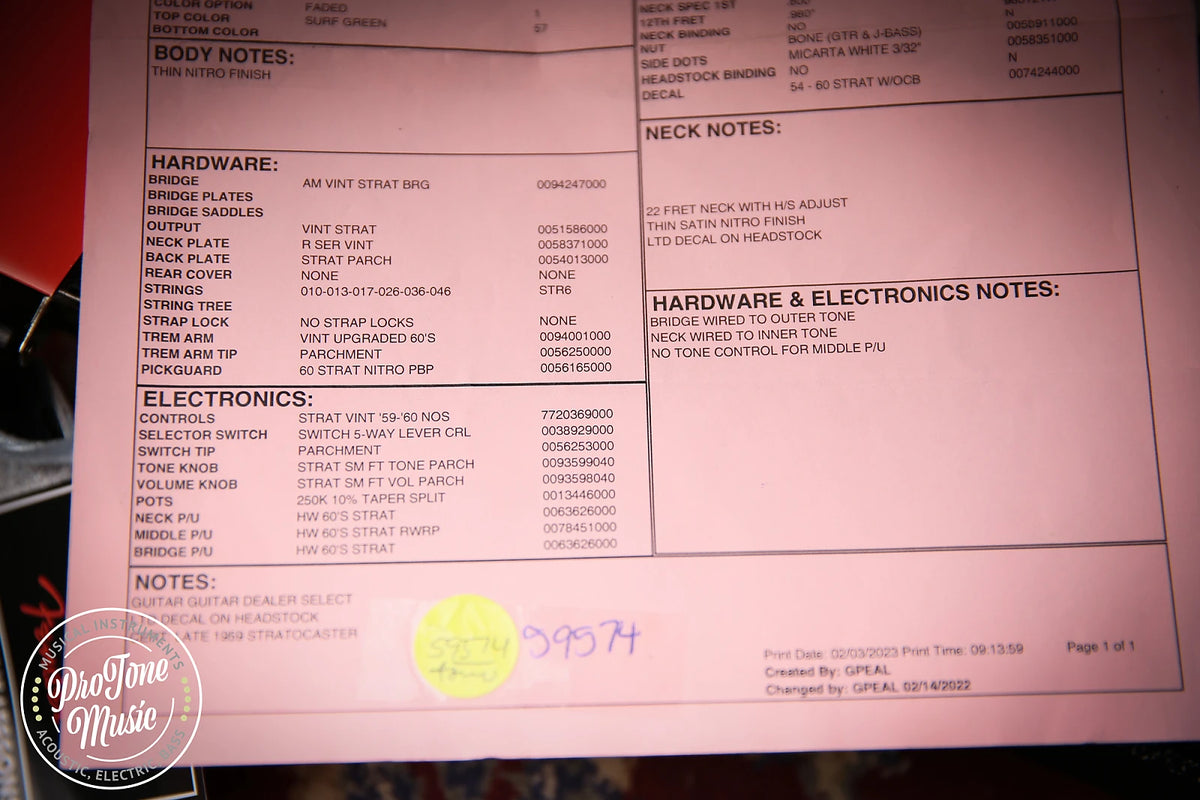 COLOR OPTION FADED
TOP COLOR SURF GREEN 1
BOTTOM COLOR 57
BODY NOTES:
THIN NITRO FINISH
HARDWARE:
BRIDGE AM VINT STRAT BRG 0094247000
BRIDGE PLATES
BRIDGE SADDLES
OUTPUT VINT STRAT 0051586000
NECK PLATE R SER VINT 0058371000
BACK PLATE STRAT PARCH 0054013000
REAR COVER NONE NONE
STRINGS 010-013-017-026-036-046 STR6
STRING TREE
STRAP LOCK NO STRAP LOCKS NONE
TREM ARM VINT UPGRADED 60'S 0094001000
TREM ARM TIP PARCHMENT 0056250000
PICKGUARD 60 STRAT NITRO PBP 0056165000
ELECTRONICS:
CONTROLS STRAT VINT '59-'60 NOS 7720369000
SELECTOR SWITCH SWITCH 5-WAY LEVER CRL 0038929000
SWITCH TIP PARCHMENT 0056253000
TONE KNOB STRAT SM FT TONE PARCH 0093599040
VOLUME KNOB STRAT SM FT VOL PARCH 0093598040
POTS 250K 10% TAPER SPLIT 0013446000
NECK P/U HW 60'S STRAT 0063626000
MIDDLE P/U HW 60'S STRAT RWRP 0078451000
BRIDGE P/U HW 60'S STRAT 0063626000
NECK SPEC 1ST .800"
12TH FRET .980"
NECK BINDING NO N
NUT BONE (GTR & J-BASS) 0050911000
SIDE DOTS MICARTA WHITE 3/32" 0058351000
HEADSTOCK BINDING NO N
DECAL 54 - 60 STRAT W/OCB 0074244000
NECK NOTES:
22 FRET NECK WITH H/S ADJUST
THIN SATIN NITRO FINISH
LTD DECAL ON HEADSTOCK
HARDWARE & ELECTRONICS NOTES:
BRIDGE WIRED TO OUTER TONE
NECK WIRED TO INNER TONE
NO TONE CONTROL FOR MIDDLE P/U
NOTES:
GUITAR GUITAR DEALER SELECT
DECAL ON HEADSTOCK
LATE 1959 STRATOCASTER
59574
59574
Print Date: 02/03/2023 Print Time: 09:13:59 Page 1 of 1
Created By: GPEAL
Changed by: GPEAL 02/14/2022
MUSICAL INSTRUMENTS
ProTone
Music
ACOUSTIC, ELECTRIC, BASS